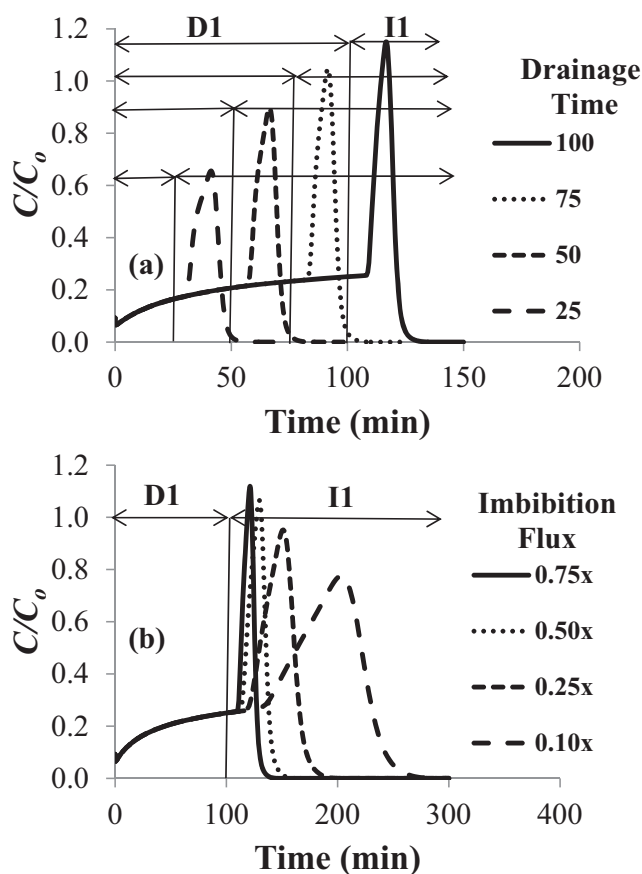 D1 I1
1.2
1.0
0.8
0.6
0.4
0.2
0.0
C/Co
(a)
0 50 100 150 200
Time (min)
Drainage
Time
100
75
50
25
D1 I1
1.2
1.0
0.8
0.6
0.4
0.2
0.0
C/Co
(b)
0 100 200 300 400
Time (min)
Imbibition
Flux
0.75x
0.50x
0.25x
0.10x